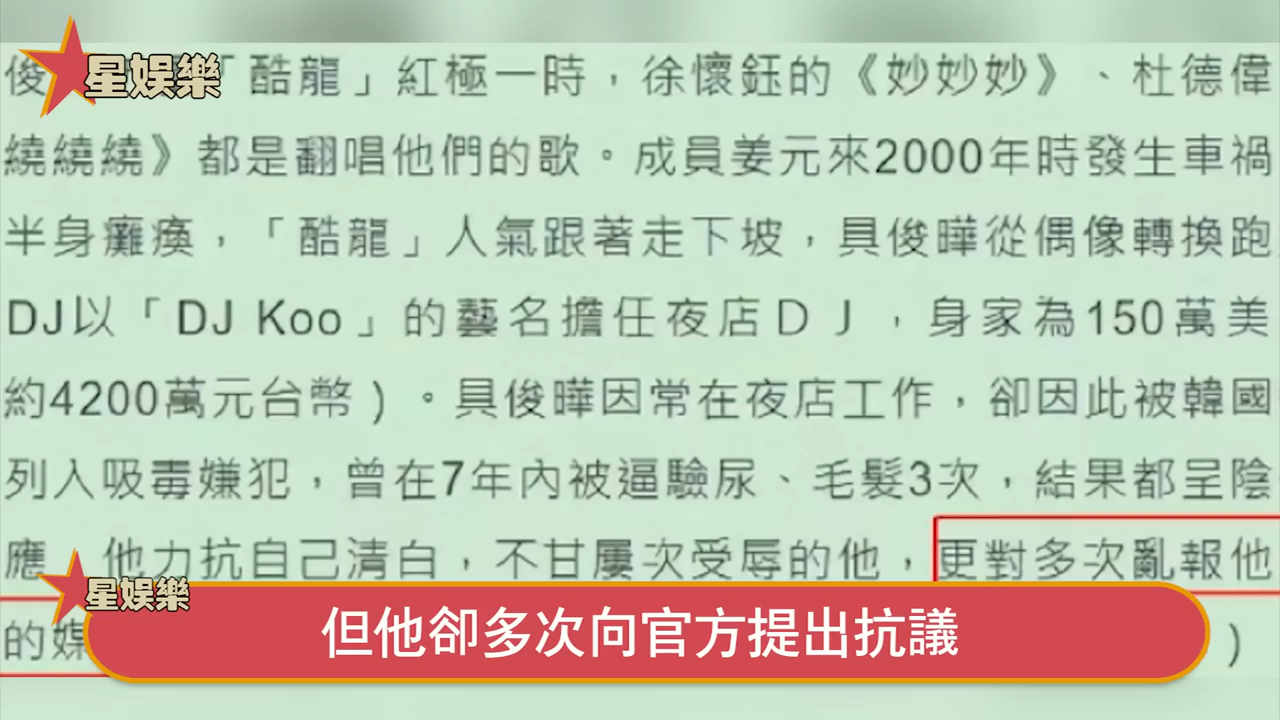 星娛樂
俊「酷龍」紅極一時，徐懷鈺的《妙妙妙》、杜德偉
繞繞繞》都是翻唱他們的歌。成員姜元來2000年時發生車禍
半身癱瘓，「酷龍」人氣跟著走下坡，具俊曄從偶像轉換跑
DJ以「DJ Koo」的藝名擔任夜店ＤＪ，身家為150萬美
約4200萬元台幣）。具俊曄因常在夜店工作，卻因此被韓國
列入吸毒嫌犯，曾在7年內被逼驗尿、毛髮3次，結果都呈陰
應 他力抗自己清白，不甘屢次受辱的他，更對多次亂報他
的媒 ）
星娛樂
但他卻多次向官方提出抗議